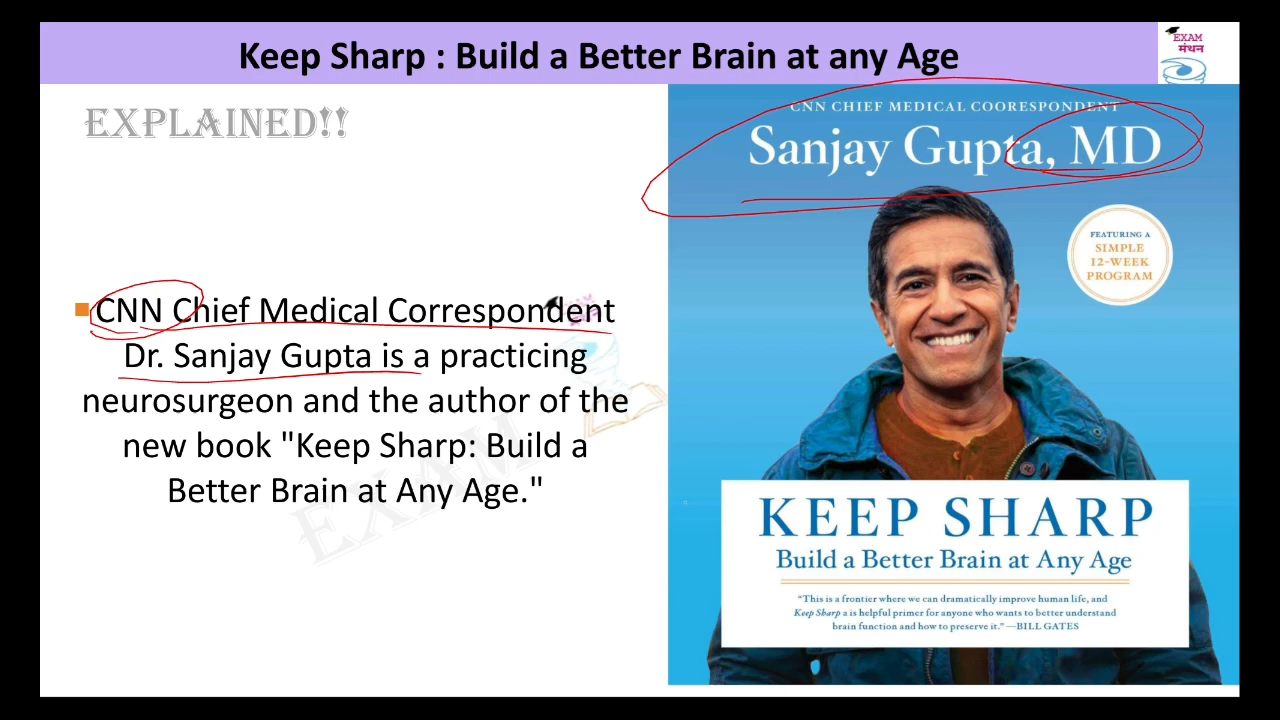 Keep Sharp : Build a Better Brain at any Age
EXAM
मंथन
EXPLAINED!!
CNN Chief Medical Correspondent
Dr. Sanjay Gupta is a practicing
neurosurgeon and the author of the
new book "Keep Sharp: Build a
Better Brain at Any Age."
EXAM
CNN CHIEF MEDICAL COORESPONDENT
Sanjay Gupta, MD
FEATURING A
SIMPLE
12-WEEK
PROGRAM
KEEP SHARP
Build a Better Brain at Any Age
“This is a frontier where we can dramatically improve human life, and
Keep Sharp a is helpful primer for anyone who wants to better understand
brain function and how to preserve it.” —BILL GATES